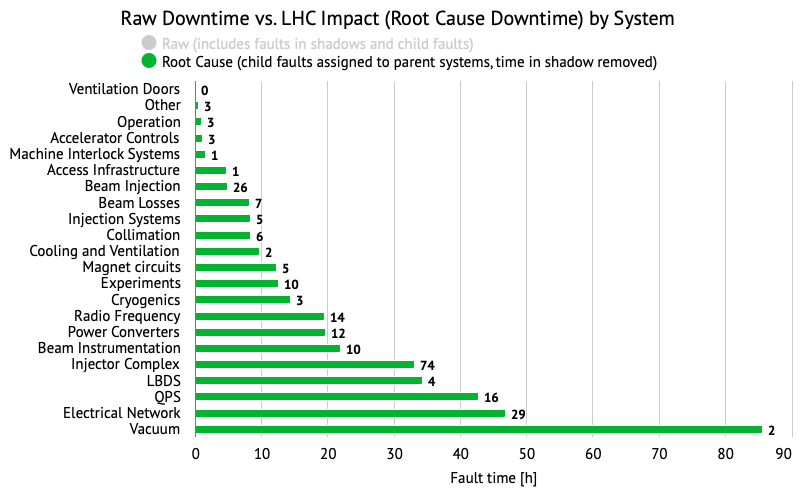 Raw Downtime vs. LHC Impact (Root Cause Downtime) by System
Raw (includes faults in shadows and child faults)
Root Cause (child faults assigned to parent systems, time in shadow removed)
Ventilation Doors 0
Other 3
Operation 3
Accelerator Controls 3
Machine Interlock Systems 1
Access Infrastructure 1
Beam Injection 26
Beam Losses 7
Injection Systems 5
Collimation 6
Cooling and Ventilation 2
Magnet circuits 5
Experiments 10
Cryogenics 3
Radio Frequency 14
Power Converters 12
Beam Instrumentation 10
Injector Complex 74
LBDS 4
QPS 16
Electrical Network 29
Vacuum 2
0 10 20 30 40 50 60 70 80 90
Fault time [h]